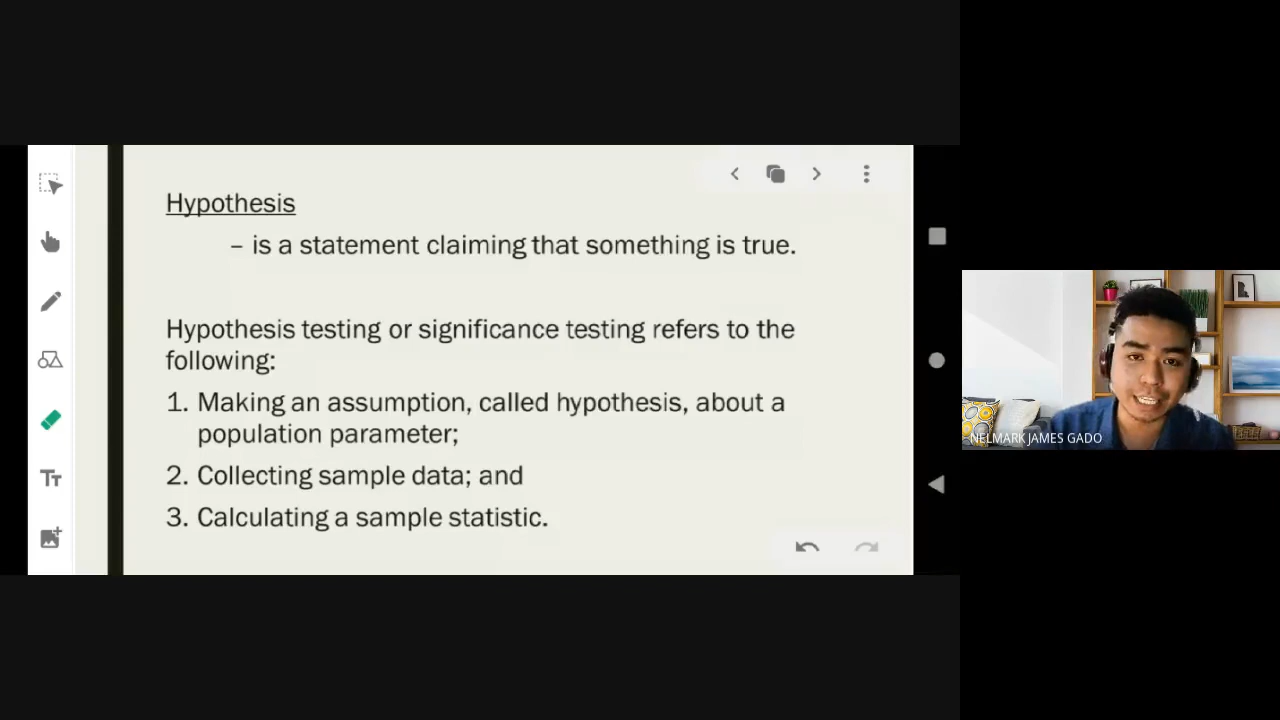 Hypothesis
– is a statement claiming that something is true.
Hypothesis testing or significance testing refers to the
following:
1. Making an assumption, called hypothesis, about a
population parameter;
2. Collecting sample data; and
3. Calculating a sample statistic.
TT
NELMARK JAMES GADO